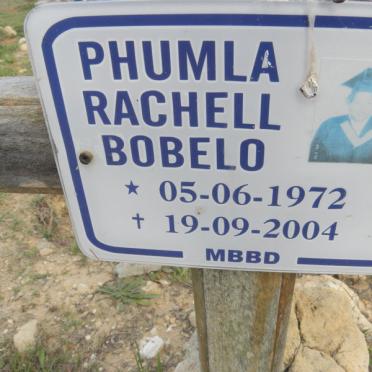 PHUMLA
RACHELL
BOBELO
★ 05-06-1972
✝ 19-09-2004
MBBD